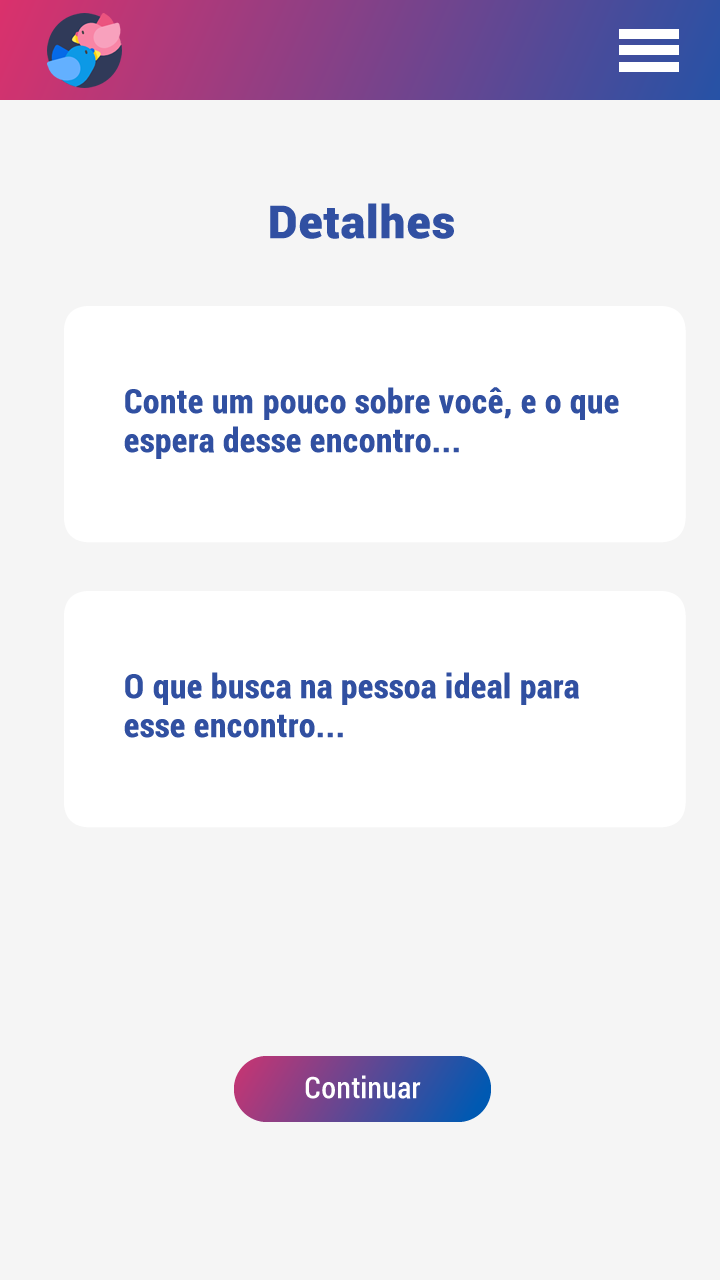 Detalhes
Conte um pouco sobre você, e o que
espera desse encontro...
O que busca na pessoa ideal para
esse encontro...
Continuar